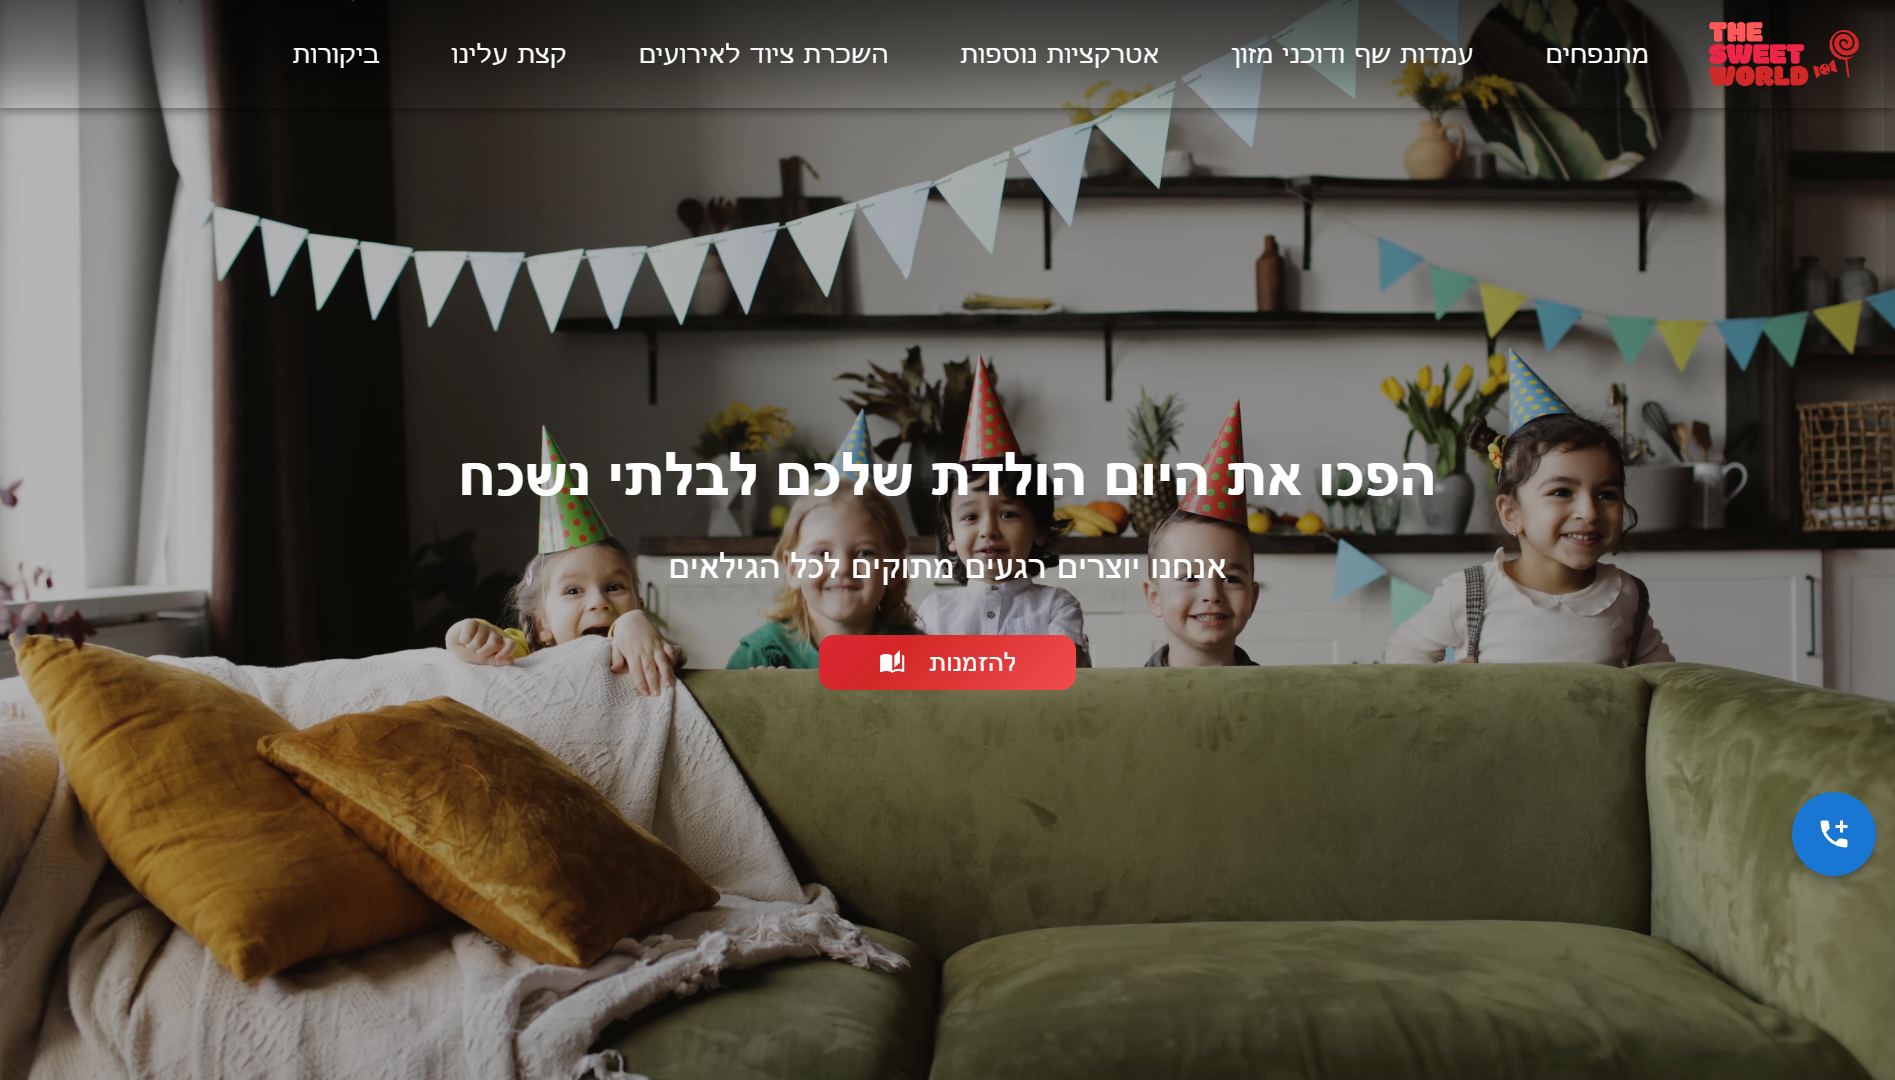 THE
SWEET
WORLD
מתנפחים
עמדות שף ודוכני מזון
אטרקציות נוספות
השכרת ציוד לאירועים
קצת עלינו
ביקורות
הפכו את היום הולדת שלכם לבלתי נשכח
אנחנו יוצרים רגעים מתוקים לכל הגילאים
להזמנות